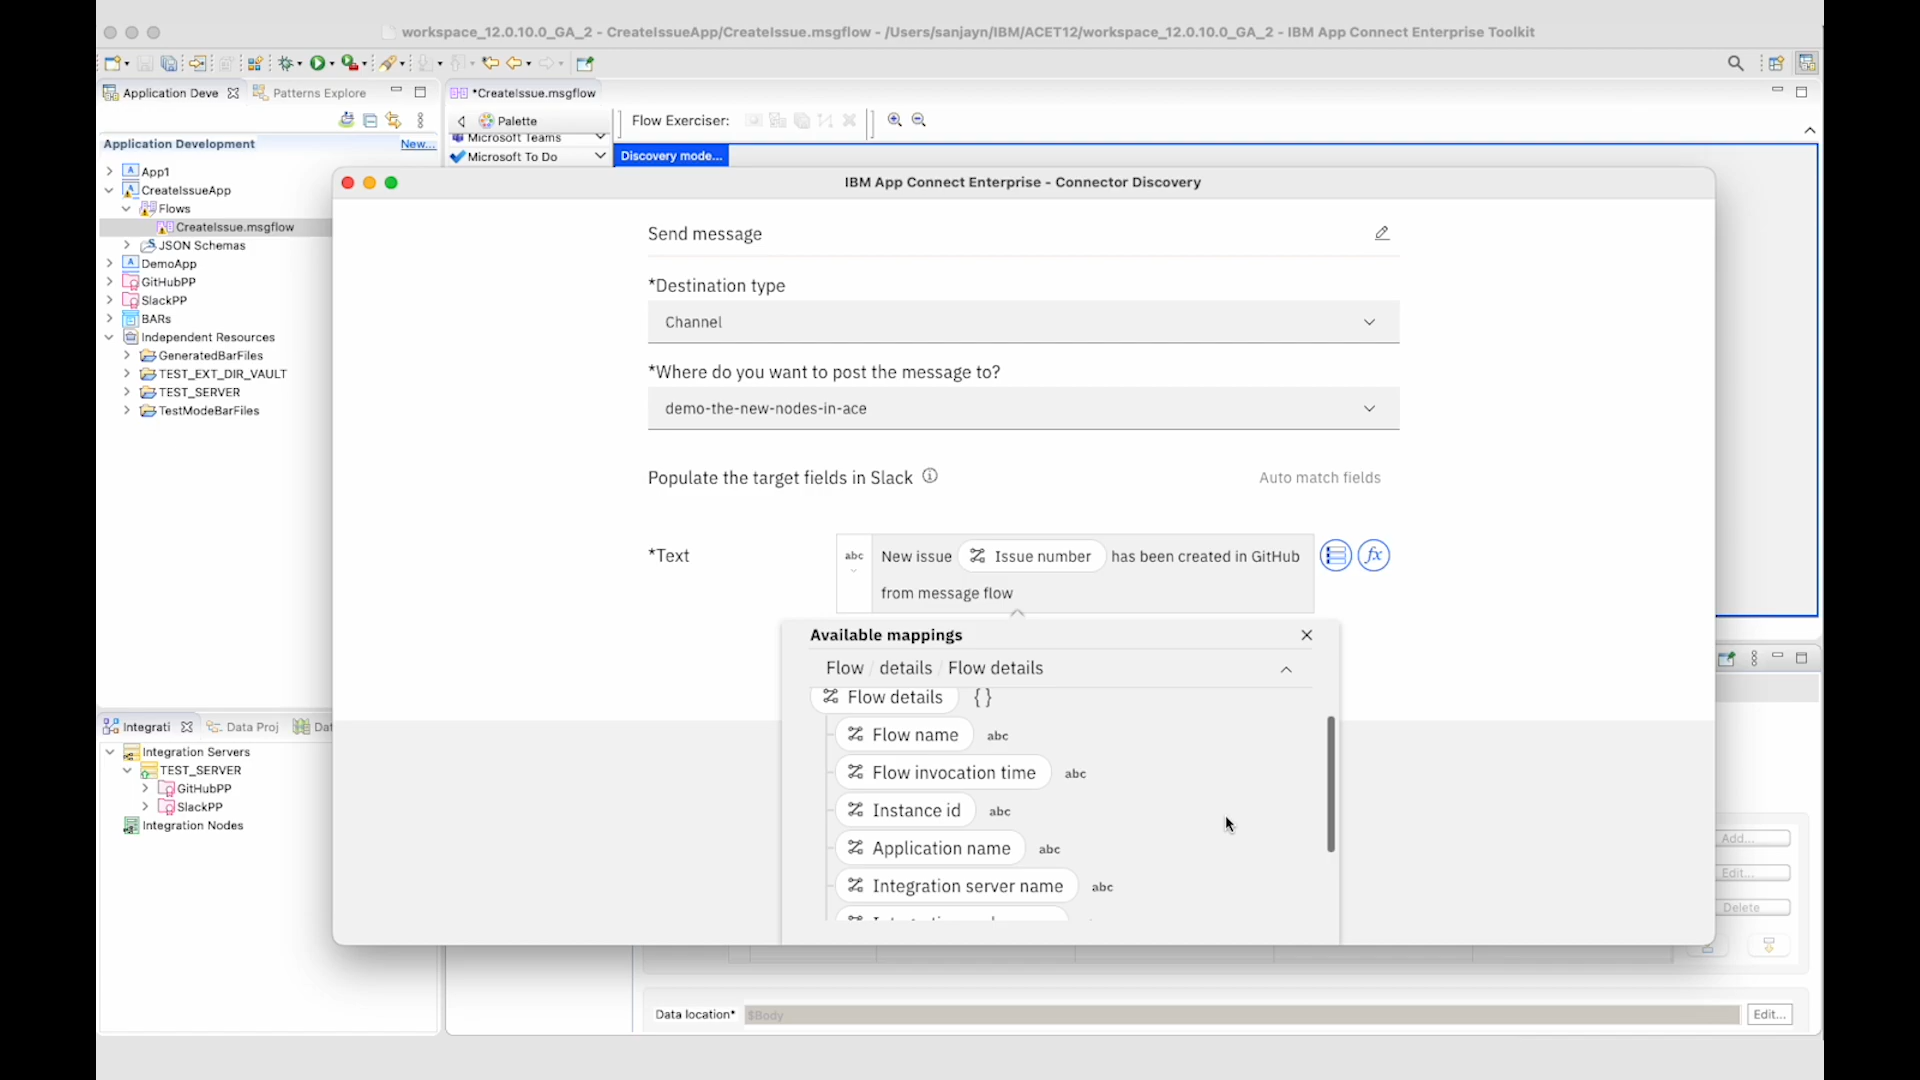 workspace_12.0.10.0_GA_2 - CreateIssueApp/CreateIssue.msgflow - /Users/sanjayn/IBM/ACET12/workspace_12.0.10.0_GA_2 - IBM App Connect Enterprise Toolkit
Application Deve
Patterns Explore
*CreateIssue.msgflow
Palette
Flow Exerciser:
Application Development
New...
Microsoft Teams
Microsoft To Do
Discovery mode...
App1
CreateIssueApp
Flows
CreateIssue.msgflow
JSON Schemas
DemoApp
GitHubPP
SlackPP
BARs
Independent Resources
GeneratedBarFiles
TEST_EXT_DIR_VAULT
TEST_SERVER
TestModeBarFiles
IBM App Connect Enterprise - Connector Discovery
Send message
*Destination type
Channel
*Where do you want to post the message to?
demo-the-new-nodes-in-ace
Populate the target fields in Slack
Auto match fields
*Text
abc
New issue Issue number has been created in GitHub
from message flow
fx
Available mappings
Flow / details / Flow details
Flow details { }
Flow name abc
Flow invocation time abc
Instance id abc
Application name abc
Integration server name abc
Integrati
Data Proj
Dat
Integration Servers
TEST_SERVER
GitHubPP
SlackPP
Integration Nodes
Add...
Edit...
Delete
Data location*
$Body
Edit...